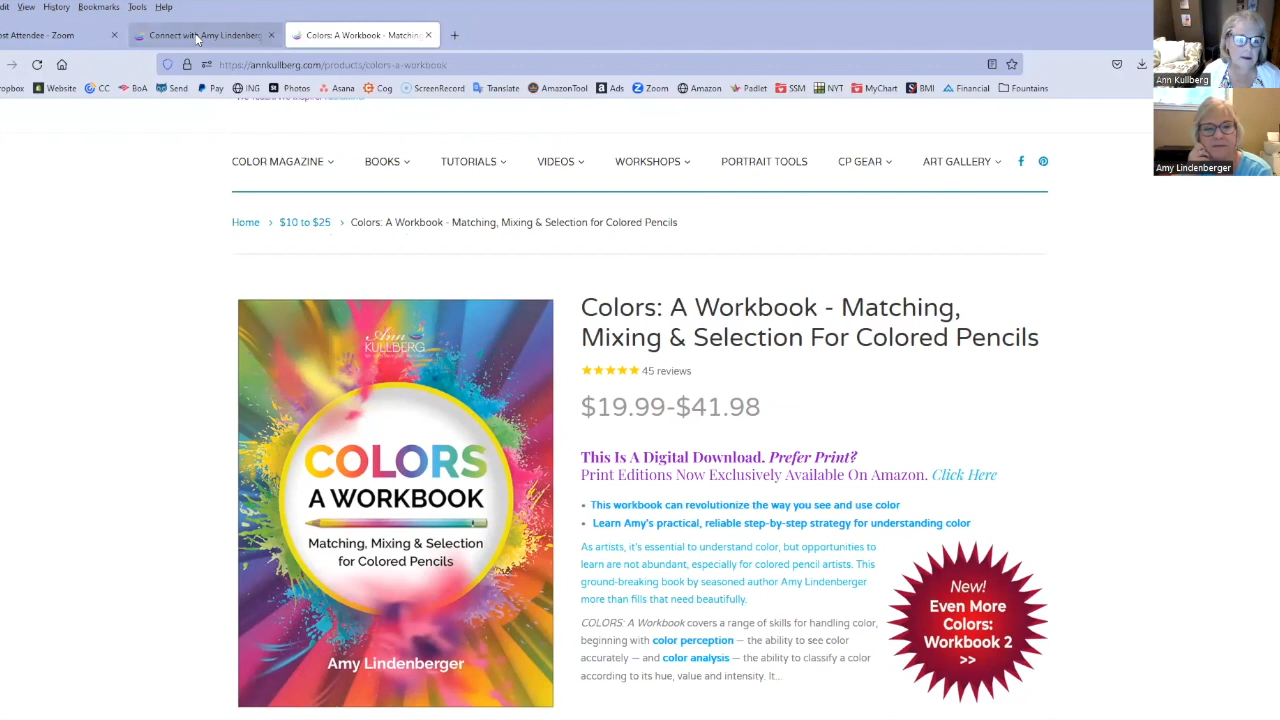 dit View History Bookmarks Tools Help
ost Attendee - Zoom
Connect with Amy Lindenberg
Colors: A Workbook - Matchin
https://annkullberg.com/products/colors-a-workbook
ropbox Website CC BoA Send Pay ING Photos Asana Cog ScreenRecord Translate AmazonTool Ads Zoom Amazon Padlet SSM NYT MyChart BMI Financial Fountains
Ann Kullberg
Amy Lindenberger
COLOR MAGAZINE BOOKS TUTORIALS VIDEOS WORKSHOPS PORTRAIT TOOLS CP GEAR ART GALLERY
Home > $10 to $25 > Colors: A Workbook - Matching, Mixing & Selection for Colored Pencils
Ann
KULLBERG
COLORS
A WORKBOOK
Matching, Mixing & Selection
for Colored Pencils
Amy Lindenberger
Colors: A Workbook - Matching,
Mixing & Selection For Colored Pencils
45 reviews
$19.99-$41.98
This Is A Digital Download. Prefer Print?
Print Editions Now Exclusively Available On Amazon. Click Here
• This workbook can revolutionize the way you see and use color
• Learn Amy's practical, reliable step-by-step strategy for understanding color
As artists, it's essential to understand color, but opportunities to
learn are not abundant, especially for colored pencil artists. This
ground-breaking book by seasoned author Amy Lindenberger
more than fills that need beautifully.
COLORS: A Workbook covers a range of skills for handling color,
beginning with color perception — the ability to see color
accurately — and color analysis — the ability to classify a color
according to its hue, value and intensity. It...
New!
Even More
Colors:
Workbook 2
>>